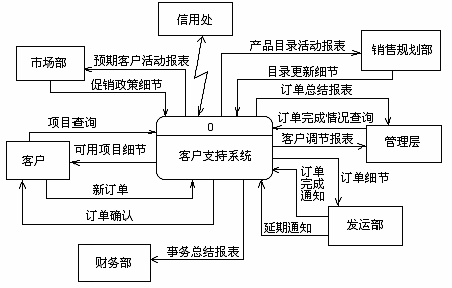 信用处
产品目录活动报表
销售规划部
预期客户活动报表
市场部
目录更新细节
促销政策细节
订单总结报表
项目查询
0
订单完成情况查询
客户调节报表
管理层
客户
可用项目细节
客户支持系统
新订单
订单
完成
通知
订单细节
订单确认
延期通知
发运部
财务部
事务总结报表